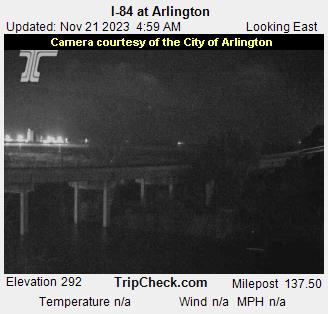 I-84 at Arlington
Updated: Nov 21 2023 4:59 AM Looking East
Camera courtesy of the City of Arlington
Elevation 292 TripCheck.com Milepost 137.50
Temperature n/a Wind n/a MPH n/a